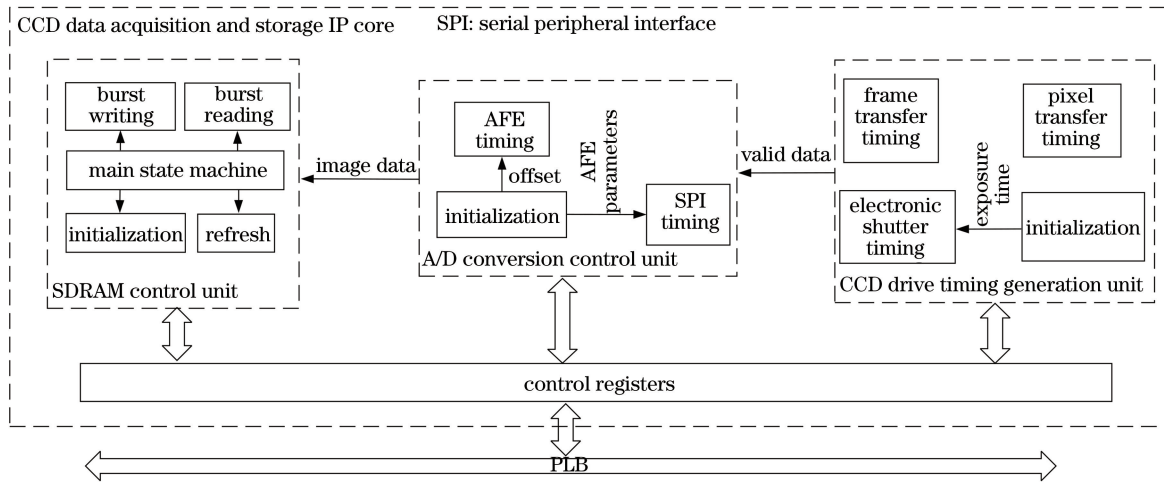 CCD data acquisition and storage IP core
SPI: serial peripheral interface
burst
writing
burst
reading
main state machine
initialization
refresh
SDRAM control unit
image data
AFE
timing
offset
AFE
parameters
initialization
SPI
timing
A/D conversion control unit
valid data
frame
transfer
timing
pixel
transfer
timing
electronic
shutter
timing
exposure
time
initialization
CCD drive timing generation unit
control registers
PLB